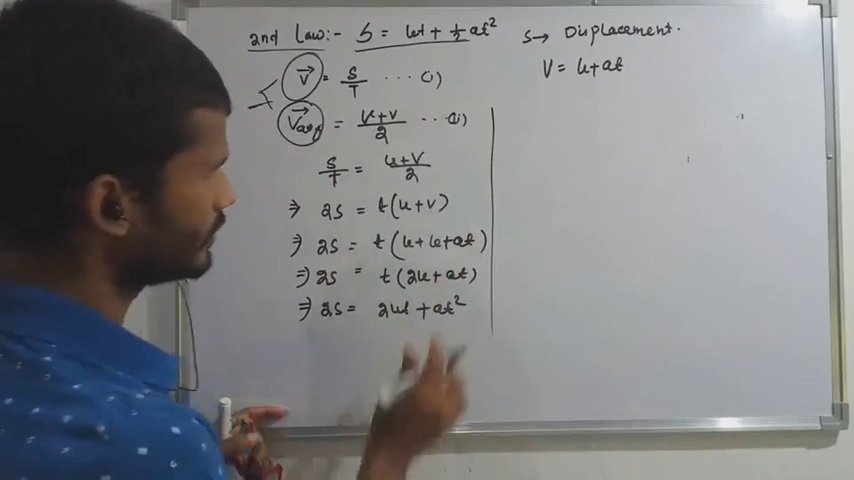 2nd Law:- S = ut + 1/2 at²
S → Displacement.
V = u+at
V⃗ = S/T ... (i)
V⃗avg = u+v/2 ... (ii)
S/T = u+v/2
⇒ 2S = t(u+v)
⇒ 2S = t(u+u+at)
⇒ 2S = t(2u+at)
⇒ 2S = 2ut + at²